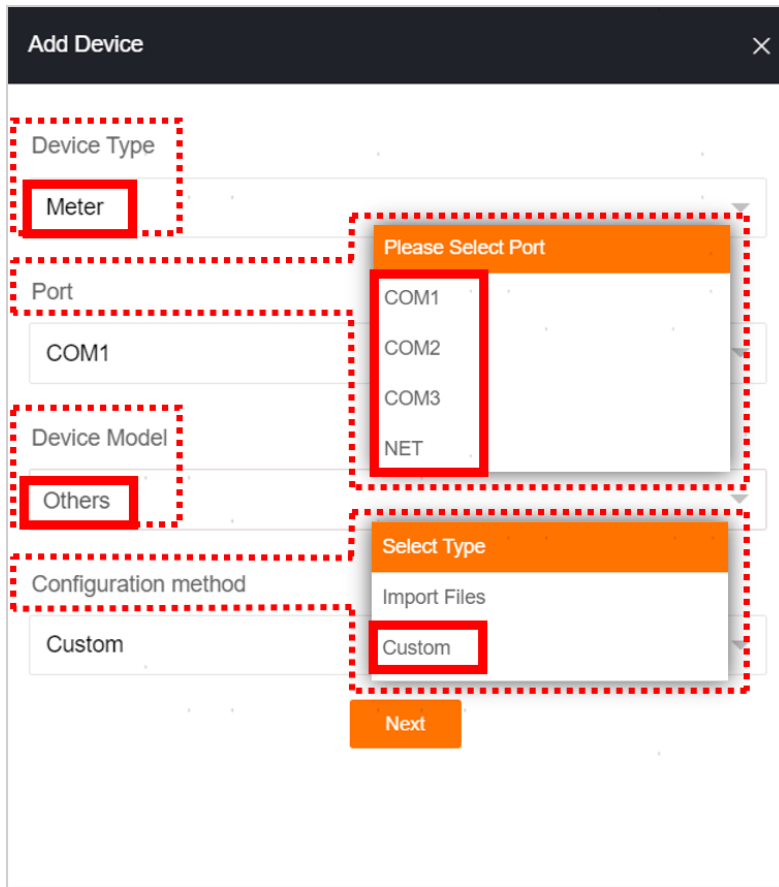 Add Device
Device Type
Meter
Please Select Port
Port
COM1
COM1
COM2
COM3
Device Model
NET
Others
Select Type
Configuration method
Import Files
Custom
Custom
Next